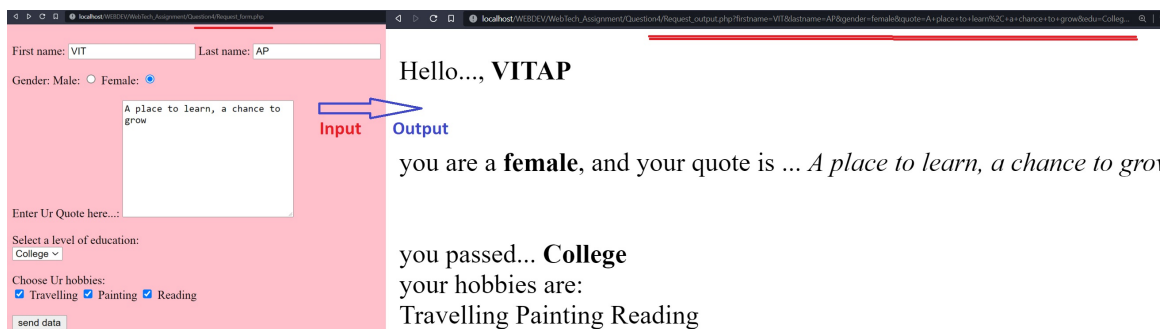 localhost/WEBDEV/WebTech_Assignment/Question4/Request_form.php
First name: VIT Last name: AP
Gender: Male: Female:
A place to learn, a chance to
grow
Enter Ur Quote here...:
Select a level of education:
College
Choose Ur hobbies:
Travelling Painting Reading
send data
Input Output
localhost/WEBDEV/WebTech_Assignment/Question4/Request_output.php?firstname=VIT&lastname=AP&gender=female&quote=A+place+to+learn%2C+a+chance+to+grow&edu=Colleg...
Hello..., VITAP
you are a female, and your quote is ... A place to learn, a chance to grow
you passed... College
your hobbies are:
Travelling Painting Reading